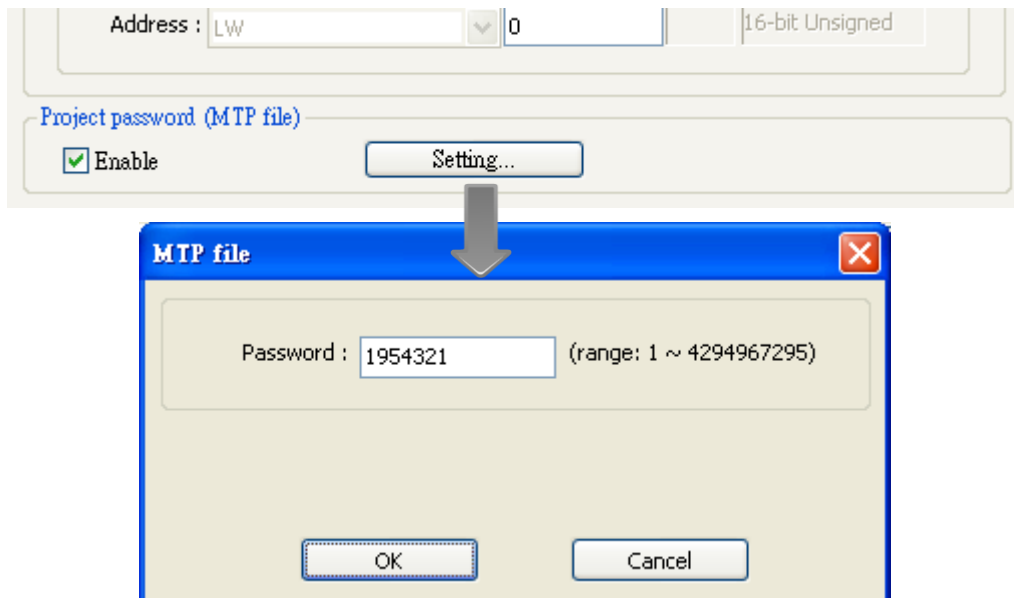 Address : LW 0 16-bit Unsigned
Project password (MTP file)
Enable Setting...
MTP file
Password : 1954321 (range: 1 ~ 4294967295)
OK Cancel